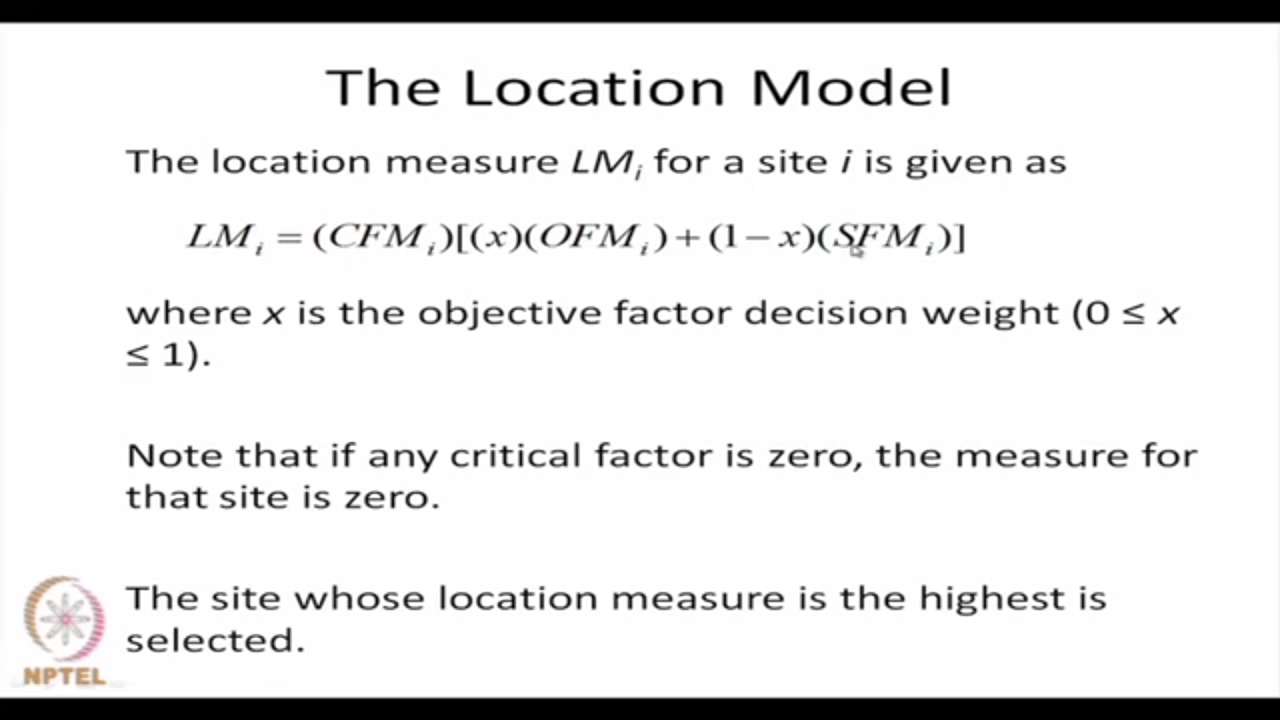 The Location Model
The location measure LMᵢ for a site i is given as
LMᵢ = (CFMᵢ)[(x)(OFMᵢ) + (1 − x)(SFMᵢ)]
where x is the objective factor decision weight (0 ≤ x
≤ 1).
Note that if any critical factor is zero, the measure for
that site is zero.
The site whose location measure is the highest is
selected.
NPTEL